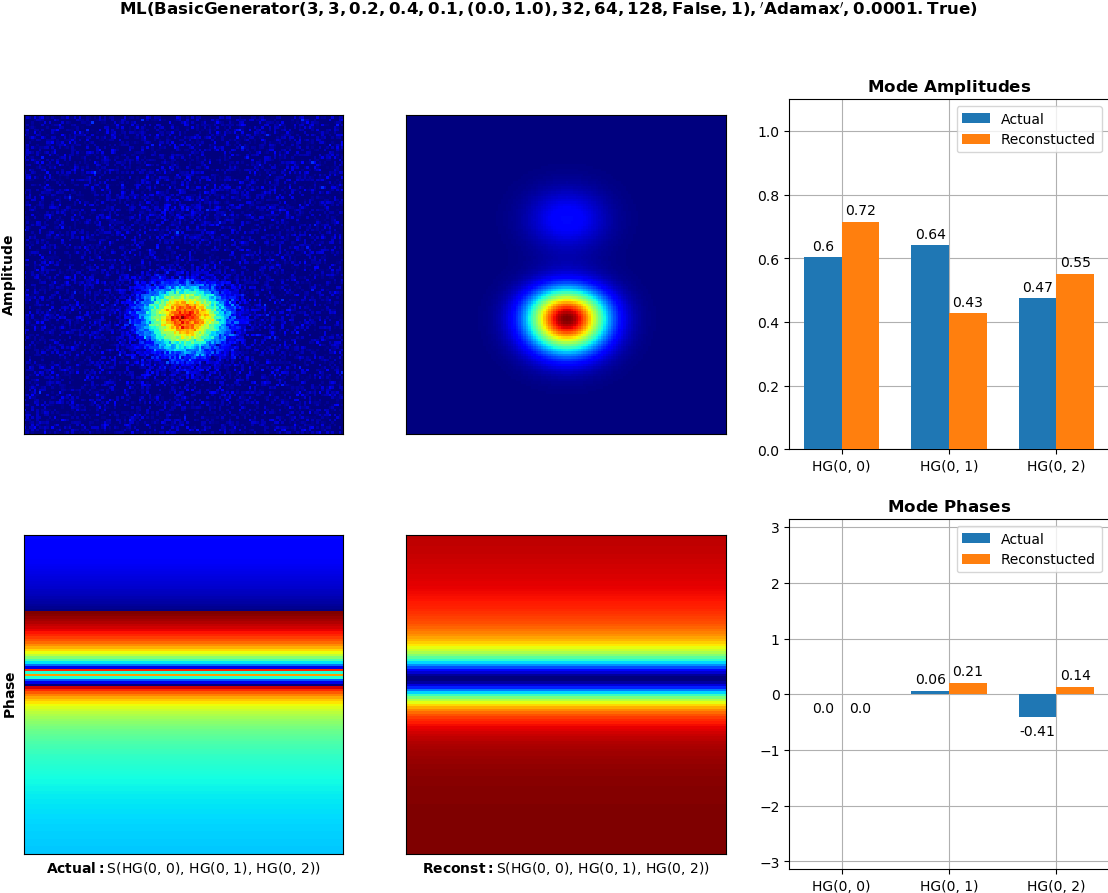 ML(BasicGenerator(3, 3, 0.2, 0.4, 0.1, (0.0, 1.0), 32, 64, 128, False, 1), ′Adamax′, 0.0001. True)
Amplitude
Mode Amplitudes
Actual
Reconstucted
1.0
0.8
0.6
0.4
0.2
0.0
0.6
0.72
0.64
0.43
0.47
0.55
HG(0, 0)
HG(0, 1)
HG(0, 2)
Phase
Actual: S(HG(0, 0), HG(0, 1), HG(0, 2))
Reconst: S(HG(0, 0), HG(0, 1), HG(0, 2))
Mode Phases
Actual
Reconstucted
3
2
1
0
−1
−2
−3
0.0
0.0
0.06
0.21
-0.41
0.14
HG(0, 0)
HG(0, 1)
HG(0, 2)